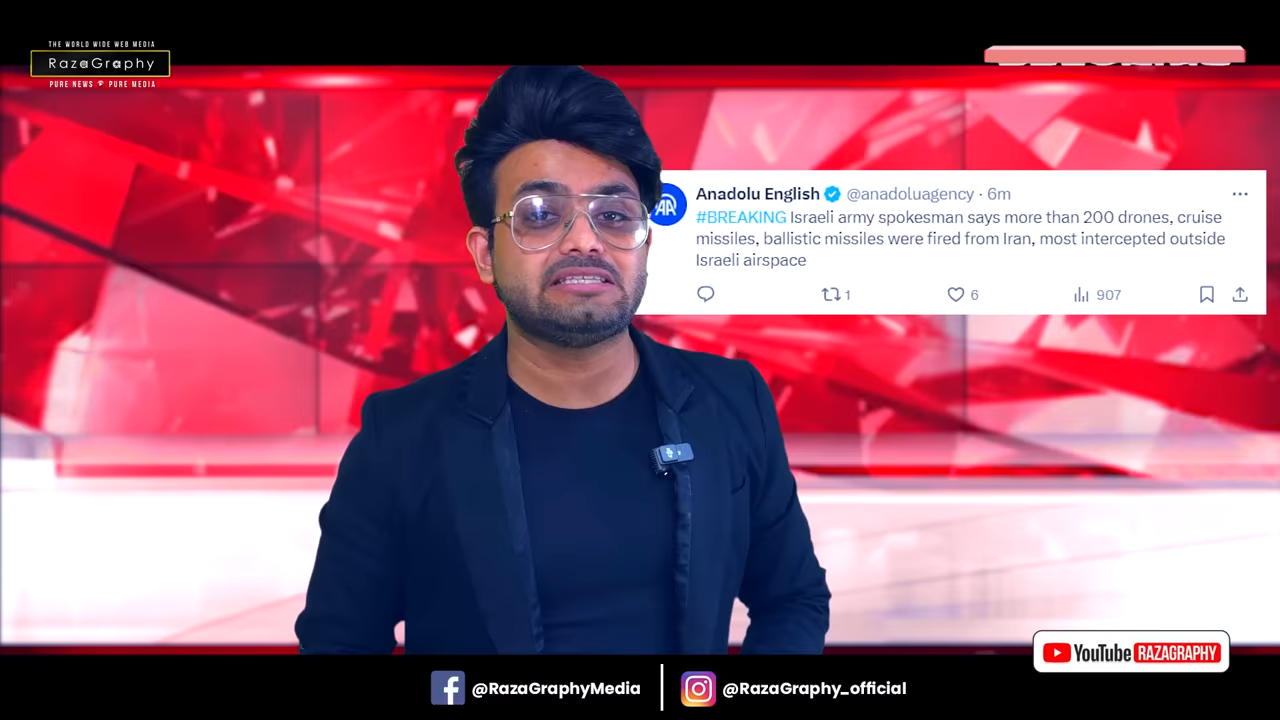 THE WORLD WIDE WEB MEDIA
RazaGraphy
PURE NEWS PURE MEDIA
Anadolu English @anadoluagency · 6m
#BREAKING Israeli army spokesman says more than 200 drones, cruise
missiles, ballistic missiles were fired from Iran, most intercepted outside
Israeli airspace
1
6
907
YouTube RAZAGRAPHY
@RazaGraphyMedia
@RazaGraphy_official